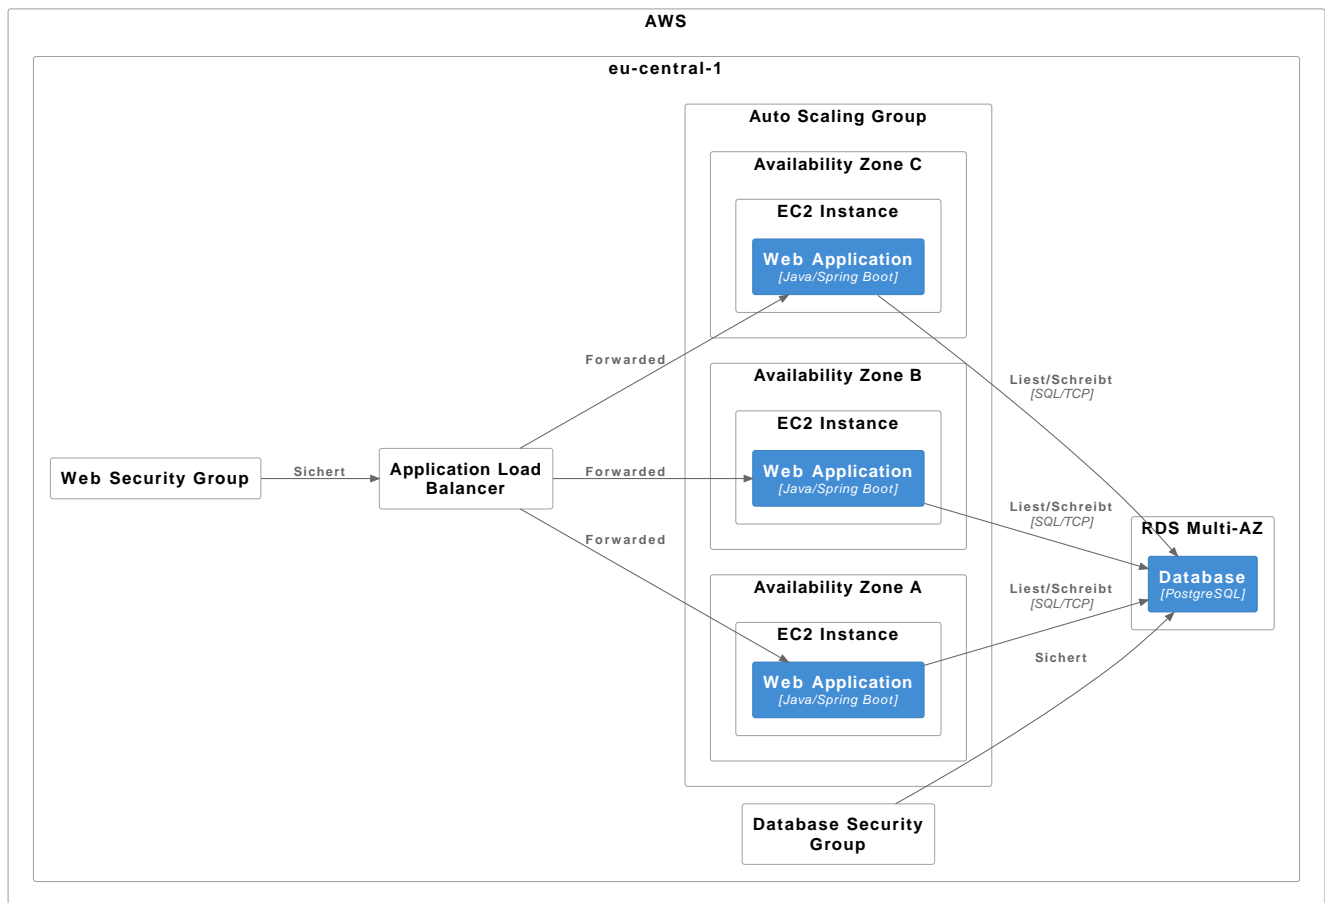 AWS
eu-central-1
Auto Scaling Group
Availability Zone C
EC2 Instance
Web Application
[Java/Spring Boot]
Forwarded
Liest/Schreibt
[SQL/TCP]
Availability Zone B
EC2 Instance
Web Application
[Java/Spring Boot]
Web Security Group
Sichert
Application Load
Balancer
Forwarded
Liest/Schreibt
[SQL/TCP]
RDS Multi-AZ
Database
[PostgreSQL]
Forwarded
Availability Zone A
EC2 Instance
Web Application
[Java/Spring Boot]
Liest/Schreibt
[SQL/TCP]
Sichert
Database Security
Group